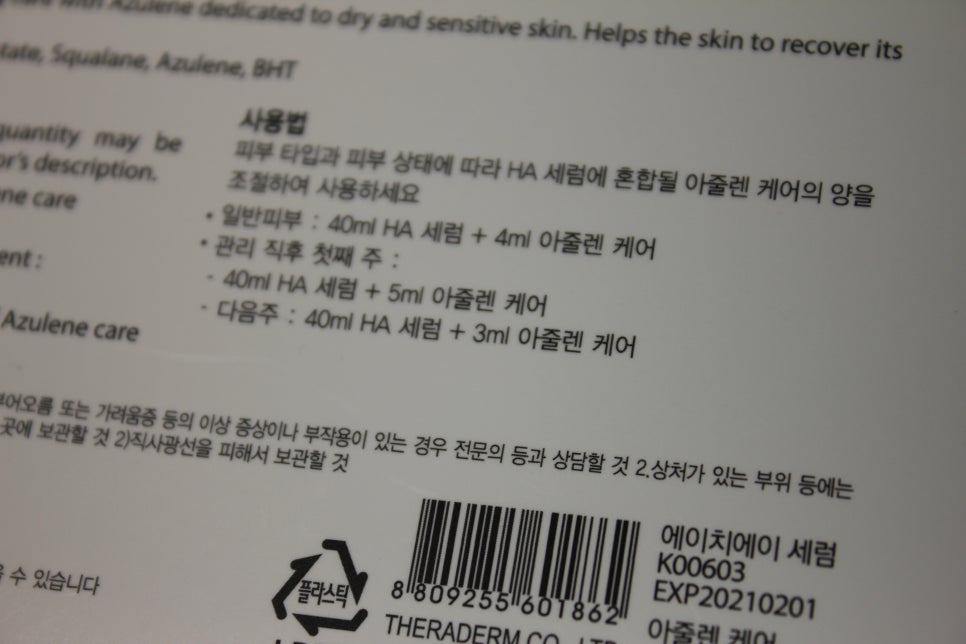 with Azulene dedicated to dry and sensitive skin. Helps the skin to recover its
Squalane, Azulene, BHT
quantity may be
description.
care
사용법
피부 타입과 피부 상태에 따라 HA 세럼에 혼합될 아줄렌 케어의 양을
조절하여 사용하세요
• 일반피부 : 40ml HA 세럼 + 4ml 아줄렌 케어
• 관리 직후 첫째 주 :
- 40ml HA 세럼 + 5ml 아줄렌 케어
- 다음주 : 40ml HA 세럼 + 3ml 아줄렌 케어
Azulene care
또는 가려움증 등의 이상 증상이나 부작용이 있는 경우 전문의 등과 상담할 것 2.상처가 있는 부위 등에는
곳에 보관할 것 2)직사광선을 피해서 보관할 것
수 있습니다
플라스틱
8 809255 601862
에이치에이 세럼
K00603
EXP20210201
아줄렌 케어
THERADERM CO., LTD